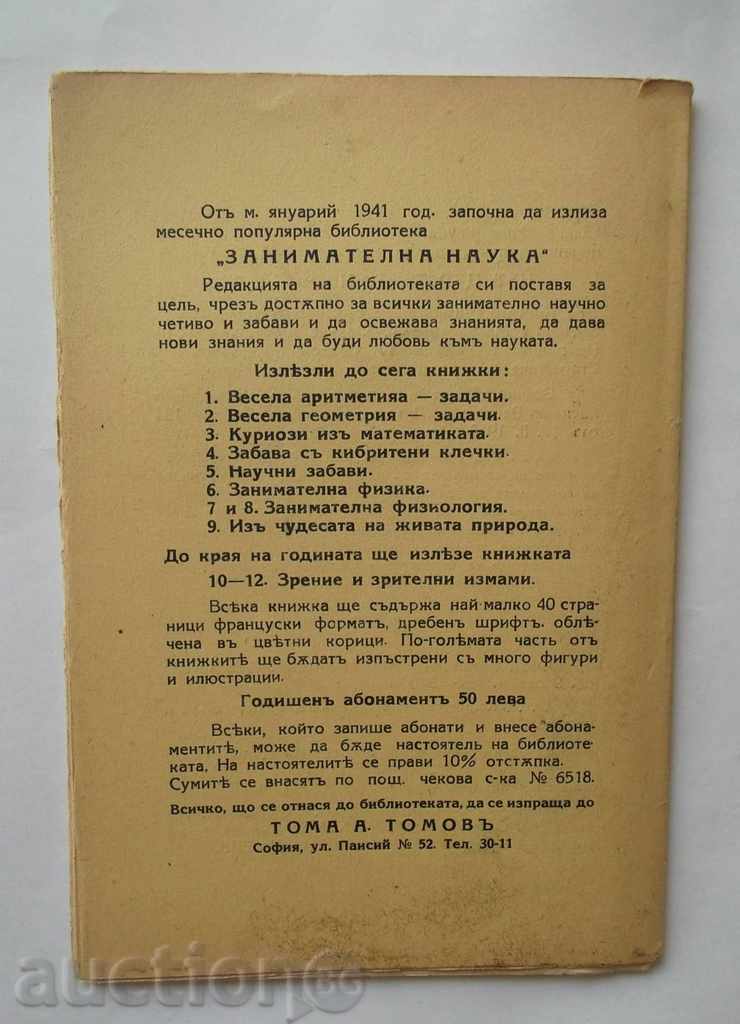 Отъ м. януарий 1941 год. започна да излиза
месечно популярна библиотека
„ЗАНИМАТЕЛНА НАУКА“
Редакцията на библиотеката си поставя за
цель, чрезъ достѫпно за всички занимателно научно
четиво и забави и да освежава знанията, да дава
нови знания и да буди любовь къмъ науката.
Излѣзли до сега книжки:
1. Весела аритметияа — задачи.
2. Весела геометрия — задачи.
3. Куриози изъ математиката.
4. Забава съ кибритени клечки.
5. Научни забави.
6. Занимателна физика.
7 и 8. Занимателна физиология.
9. Изъ чудесата на живата природа.
До края на годината ще излѣзе книжката
10—12. Зрение и зрителни измами.
Всѣка книжка ще съдържа най малко 40 стра-
ници француски форматъ, дребенъ шрифтъ. облѣ-
чена въ цвѣтни корици. По-голѣмата часть отъ
книжкитѣ ще бѫдатъ изпъстрени съ много фигури
и илюстрации.
Годишенъ абонаментъ 50 лева
Всѣки, който запише абонати и внесе абона-
ментитѣ, може да бѫде настоятель на библиоте-
ката. На настоятелитѣ се прави 10% отстѫпка.
Сумитѣ се внасятъ по пощ. чекова с-ка № 6518.
Всичко, що се отнася до библиотеката, да се изпраща до
ТОМА А. ТОМОВЪ
София, ул. Паисий № 52. Тел. 30-11
auction BG